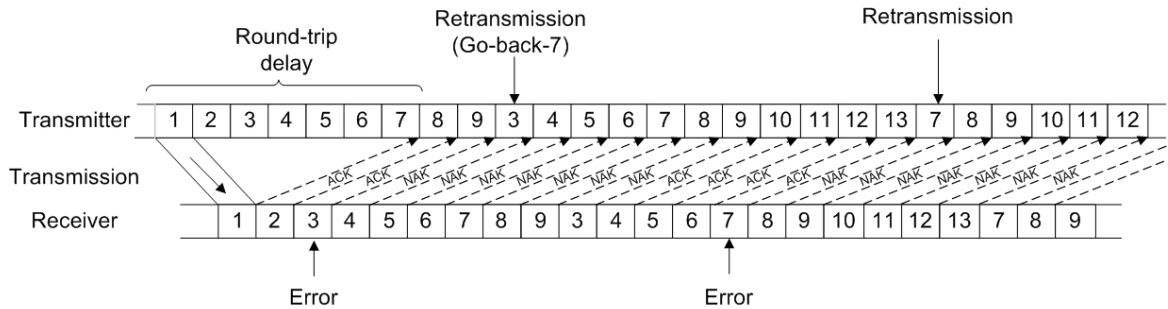 Round-trip
delay
Retransmission
(Go-back-7)
Retransmission
Transmitter 1 2 3 4 5 6 7 8 9 3 4 5 6 7 8 9 10 11 12 13 7 8 9 10 11 12
Transmission ACK ACK NAK NAK NAK NAK NAK NAK NAK ACK ACK ACK ACK NAK NAK NAK NAK NAK NAK NAK
Receiver 1 2 3 4 5 6 7 8 9 3 4 5 6 7 8 9 10 11 12 13 7 8 9
Error Error